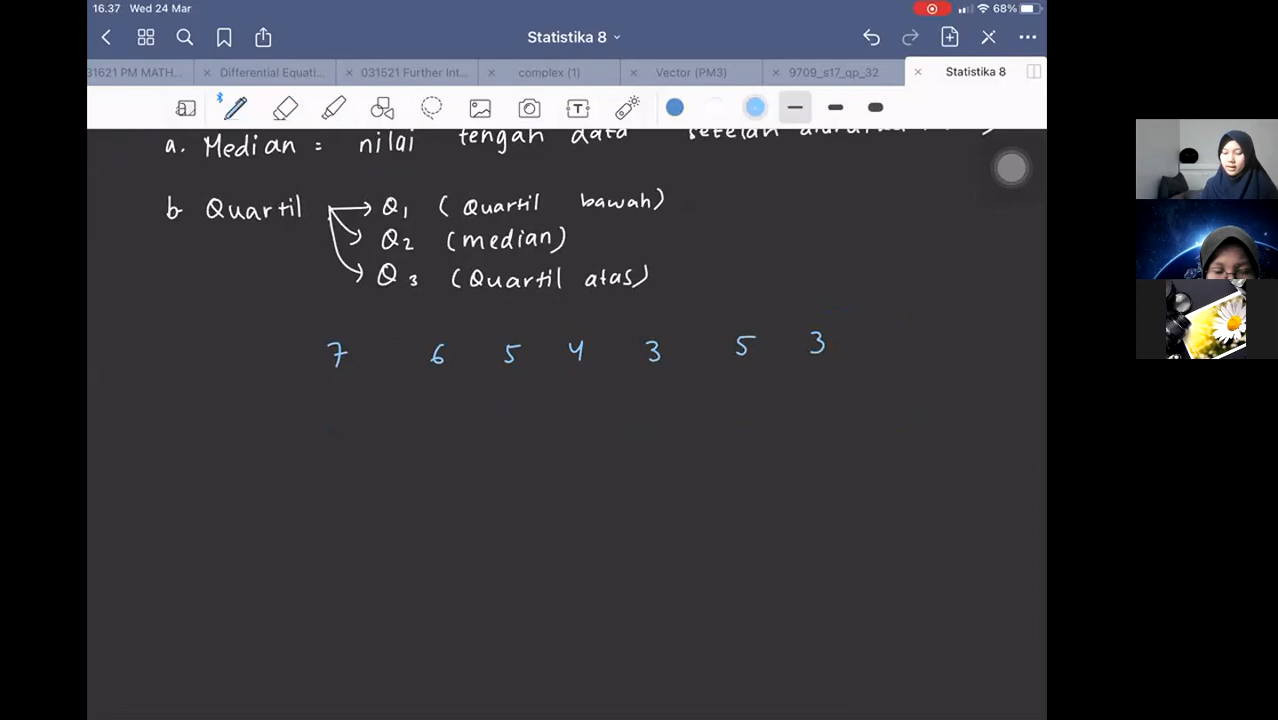 16.37 Wed 24 Mar
68%
Statistika 8
031621 PM MATH...
Differential Equati...
031521 Further Int...
complex (1)
Vector (PM3)
9709_s17_qp_32
Statistika 8
a. Median = nilai tengah data setelah
b Quartil Q1 (Quartil bawah)
Q2 (median)
Q3 (Quartil atas)
7 6 5 4 3 5 3